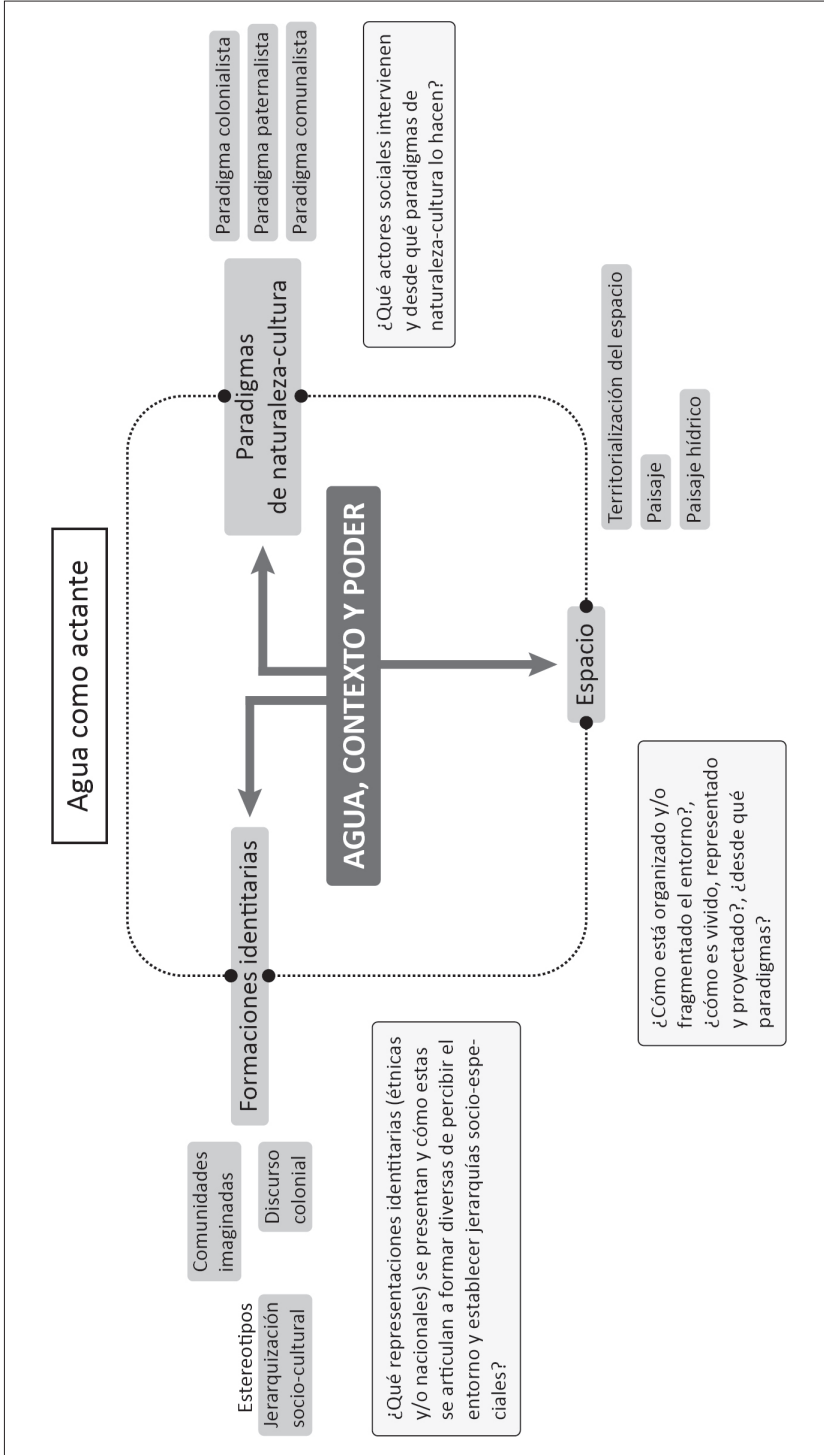 Agua como actante
Estereotipos
Jerarquización
socio-cultural
Comunidades
imaginadas
Discurso
colonial
Formaciones identitarias
Paradigmas
de naturaleza-cultura
Paradigma colonialista
Paradigma paternalista
Paradigma comunalista
AGUA, CONTEXTO Y PODER
¿Qué representaciones identitarias (étnicas
y/o nacionales) se presentan y cómo estas
se articulan a formar diversas de percibir el
entorno y establecer jerarquías socio-espe-
ciales?
¿Qué actores sociales intervienen
y desde qué paradigmas de
naturaleza-cultura lo hacen?
Espacio
Territorialización del espacio
Paisaje
Paisaje hídrico
¿Cómo está organizado y/o
fragmentado el entorno?,
¿cómo es vivido, representado
y proyectado?, ¿desde qué
paradigmas?